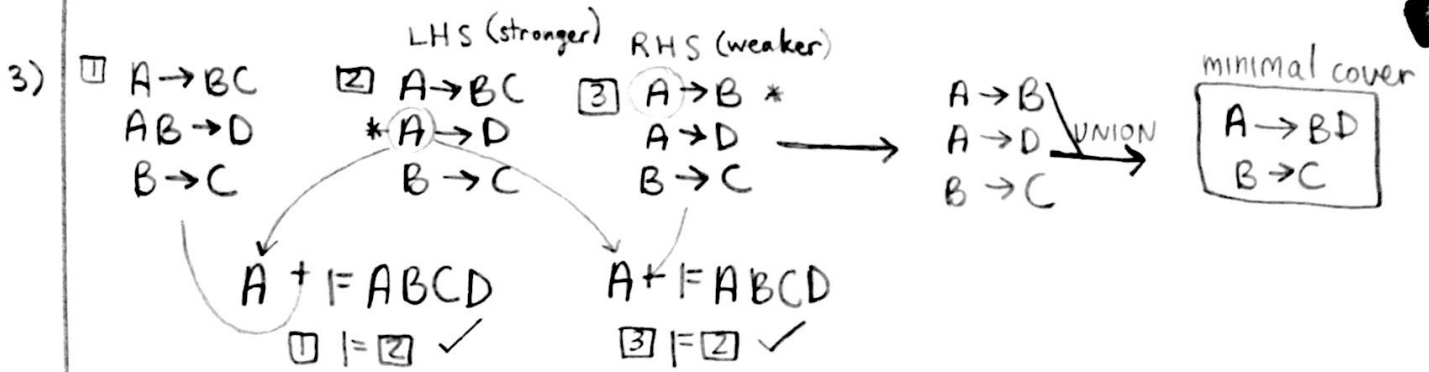 3)
1 A→BC
AB→D
B→C
LHS (stronger)
2 A→BC
* A→D
B→C
RHS (weaker)
3 A→B *
A→D
B→C
A→B
A→D
B→C
UNION
minimal cover
A→BD
B→C
A+ ⊨ ABCD
1 ⊨ 2 ✓
A+ ⊨ ABCD
3 ⊨ 2 ✓